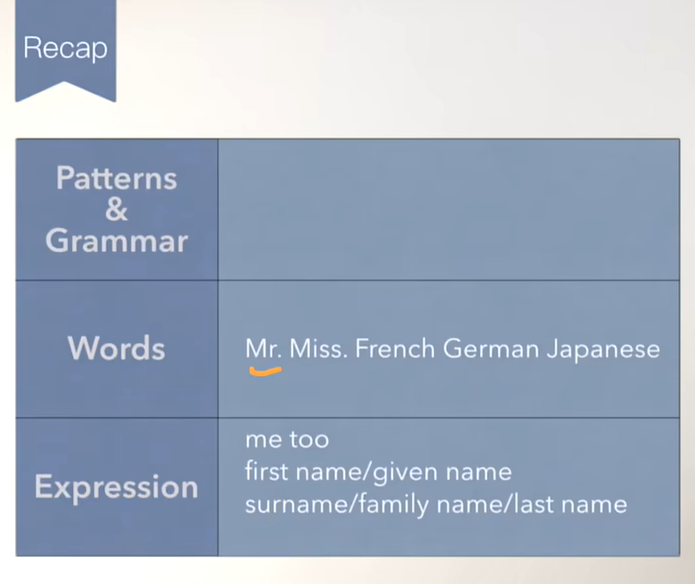 Recap
Patterns
&
Grammar
Words
Mr. Miss. French German Japanese
Expression
me too
first name/given name
surname/family name/last name